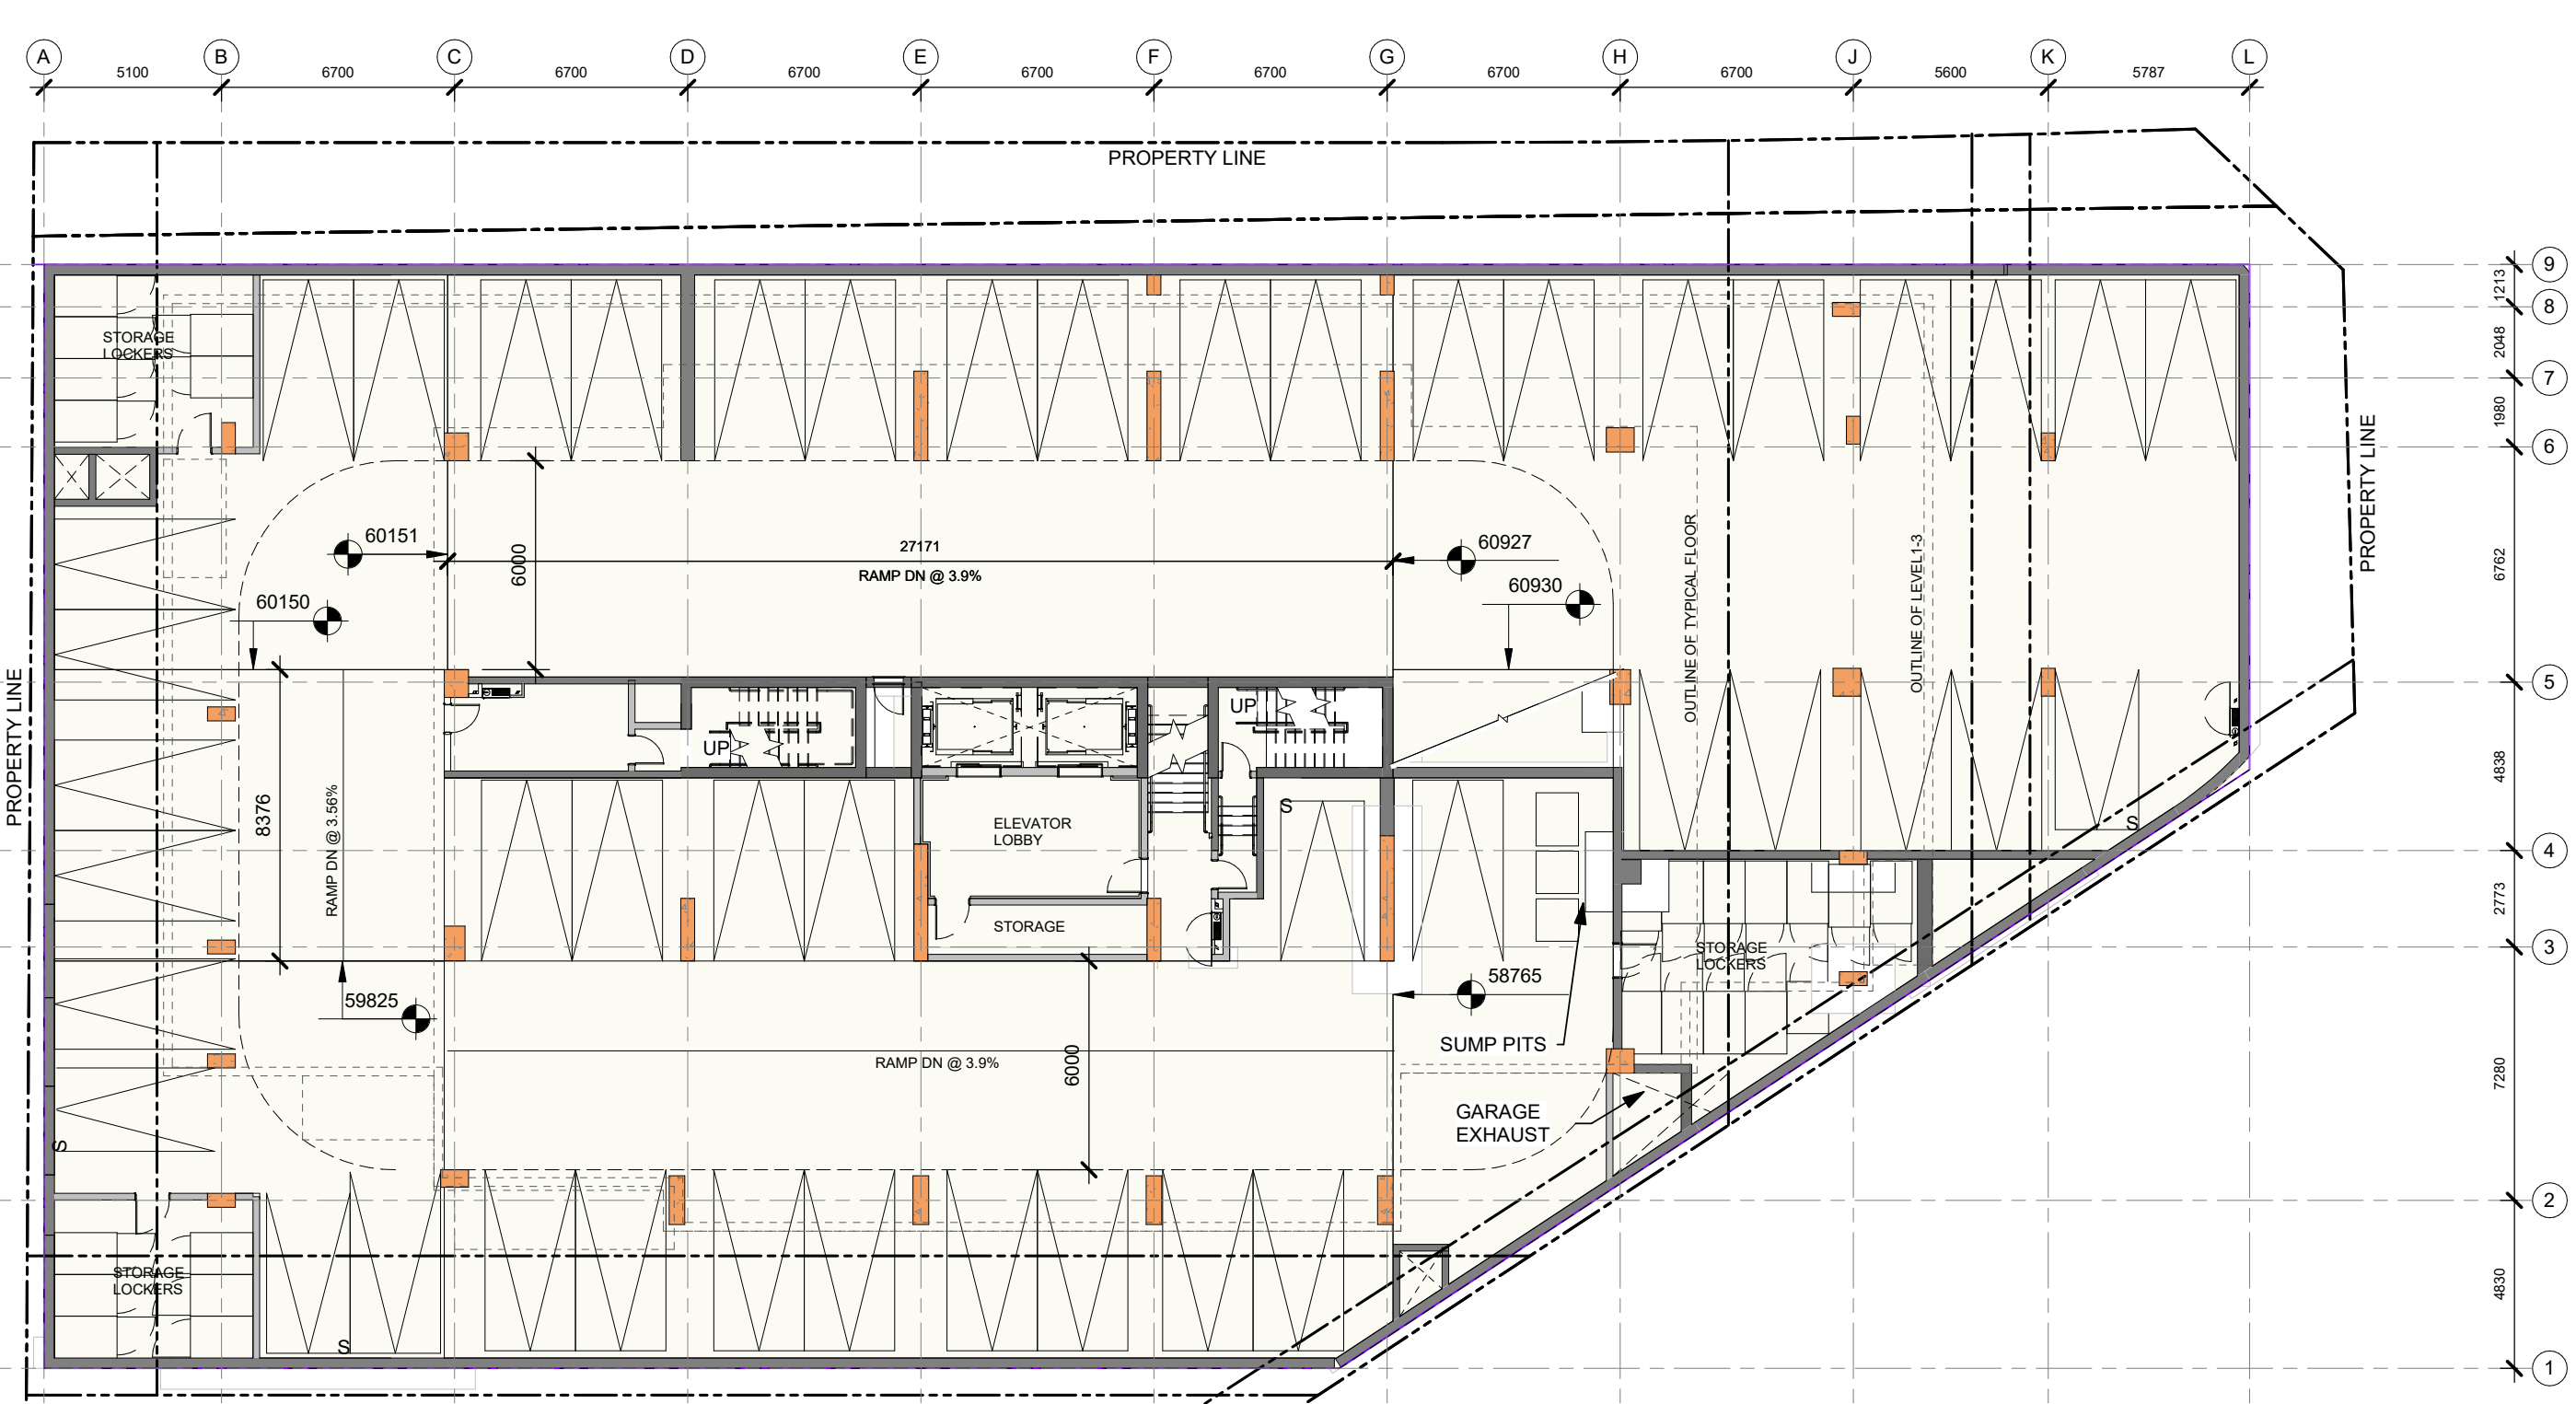 A B C D E F G H J K L
5100 6700 6700 6700 6700 6700 6700 6700 5600 5787
PROPERTY LINE
9
1213
8
2048
7
1980
6
6762
5
4838
4
2773
3
7280
2
4830
1
STORAGE
LOCKERS
PROPERTY LINE
PROPERTY LINE
60151
60150
6000
27171
RAMP DN @ 3.9%
60927
60930
OUTLINE OF TYPICAL FLOOR
OUTLINE OF LEVEL1-3
UP
UP
8376
RAMP DN @ 3.56%
ELEVATOR
LOBBY
STORAGE
S
S
59825
58765
STORAGE
LOCKERS
SUMP PITS
RAMP DN @ 3.9%
6000
GARAGE
EXHAUST
S
STORAGE
LOCKERS
S